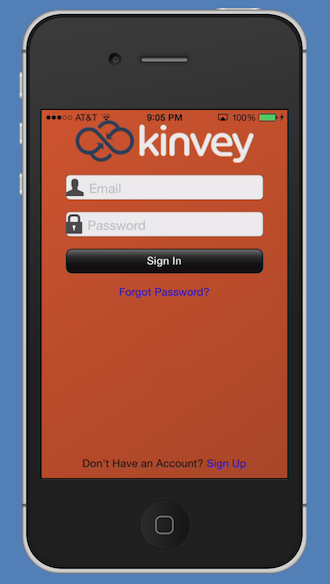 AT&T 9:05 PM 100%
kinvey
Email
Password
Sign In
Forgot Password?
Don't Have an Account? Sign Up